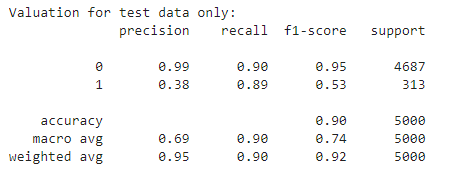 Valuation for test data only:
precision recall f1-score support
0 0.99 0.90 0.95 4687
1 0.38 0.89 0.53 313
accuracy 0.90 5000
macro avg 0.69 0.90 0.74 5000
weighted avg 0.95 0.90 0.92 5000